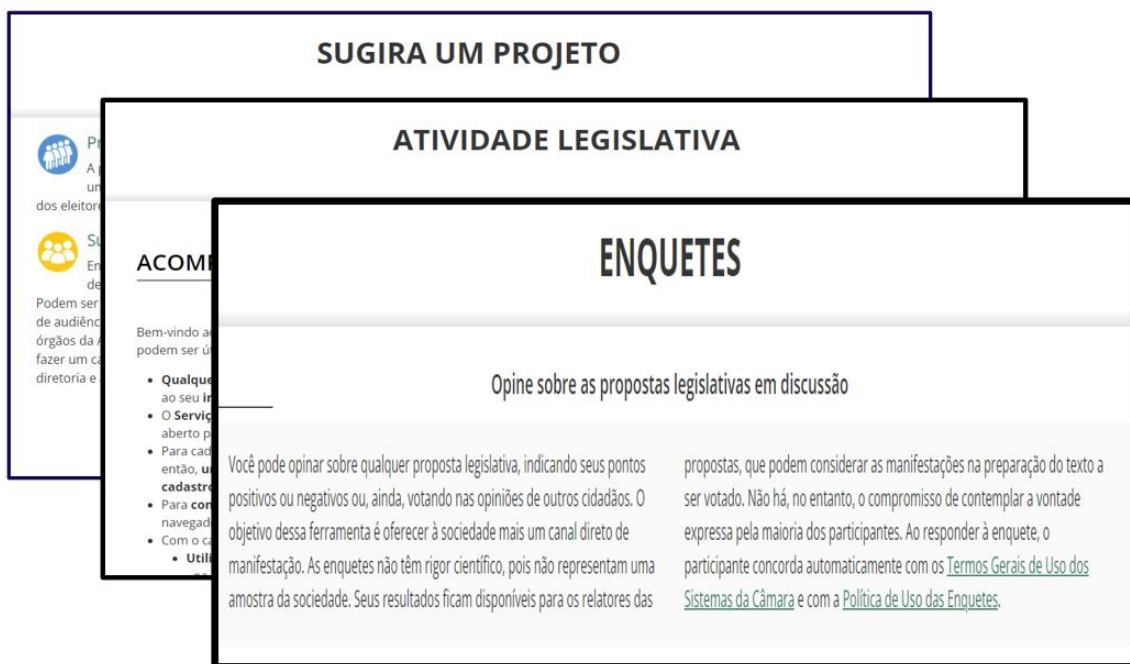 SUGIRA UM PROJETO
A
dos eleitore
En
de
Podem ser
de audiênc
órgãos da
fazer um ca
diretoria e
ATIVIDADE LEGISLATIVA
Bem-vindo a
podem ser
Qualque
ao seu
O Serviç
aberto p
Para cad
então,
cadastro
Para con
navegad
Com o ca
Utili
ENQUETES
Opine sobre as propostas legislativas em discussão
Você pode opinar sobre qualquer proposta legislativa, indicando seus pontos
positivos ou negativos ou, ainda, votando nas opiniões de outros cidadãos. O
objetivo dessa ferramenta é oferecer à sociedade mais um canal direto de
manifestação. As enquetes não têm rigor científico, pois não representam uma
amostra da sociedade. Seus resultados ficam disponíveis para os relatores das
propostas, que podem considerar as manifestações na preparação do texto a
ser votado. Não há, no entanto, o compromisso de contemplar a vontade
expressa pela maioria dos participantes. Ao responder à enquete, o
participante concorda automaticamente com os Termos Gerais de Uso dos
Sistemas da Câmara e com a Política de Uso das Enquetes.